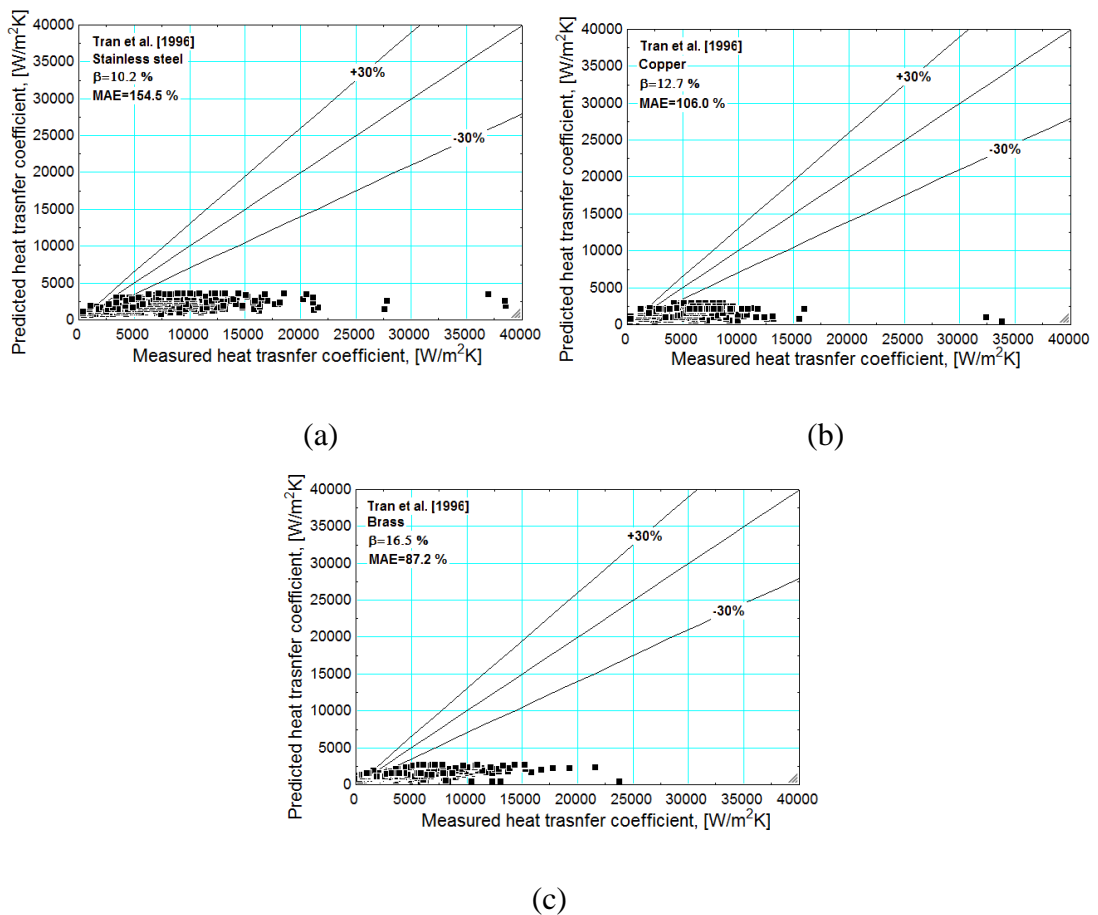 Predicted heat transfer coefficient, [W/m²K]
40000
35000
30000
25000
20000
15000
10000
5000
0
Tran et al. [1996]
Stainless steel
β=10.2 %
MAE=154.5 %
+30%
-30%
0 5000 10000 15000 20000 25000 30000 35000 40000
Measured heat trasnfer coefficient, [W/m²K]
(a)
Predicted heat trasnfer coefficient, [W/m²K]
40000
35000
30000
25000
20000
15000
10000
5000
0
Tran et al. [1996]
Copper
β=12.7 %
MAE=106.0 %
+30%
-30%
0 5000 10000 15000 20000 25000 30000 35000 40000
Measured heat trasnfer coefficient, [W/m²K]
(b)
Predicted heat trasnfer coefficient, [W/m²K]
40000
35000
30000
25000
20000
15000
10000
5000
0
Tran et al. [1996]
Brass
β=16.5 %
MAE=87.2 %
+30%
-30%
0 5000 10000 15000 20000 25000 30000 35000 40000
Measured heat trasnfer coefficient, [W/m²K]
(c)